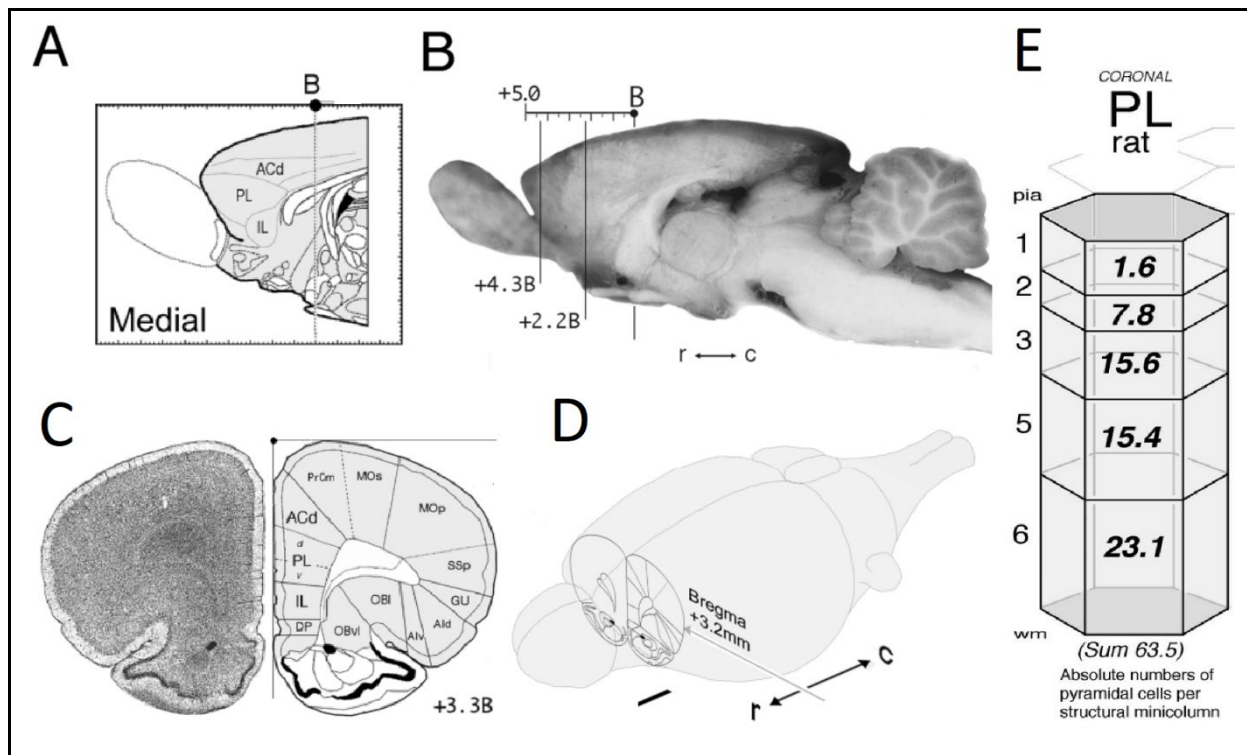 A
B
ACd
PL
IL
Medial
B
+5.0
B
+4.3B
+2.2B
r ⟷ c
C
PrCm
MOs
MOp
ACd
d
PL
v
IL
DP
OBl
OBvl
SSp
GU
AId
AIv
+3.3B
D
Bregma
+3.2mm
r
c
E
CORONAL
PL
rat
pia
1
1.6
2
7.8
3
15.6
5
15.4
6
23.1
wm
(Sum 63.5)
Absolute numbers of
pyramidal cells per
structural minicolumn